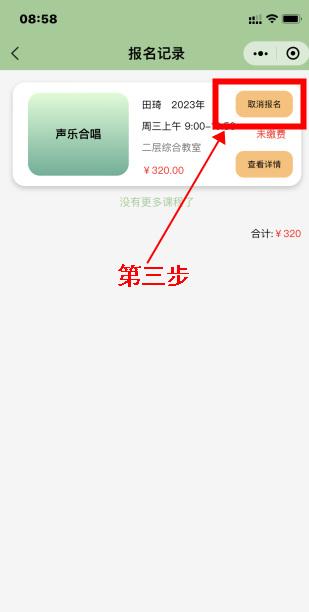 08:58
报名记录
声乐合唱
田琦 2023年
取消报名
周三上午 9:00-
未缴费
二层综合教室
¥320.00
查看详情
没有更多课程了
合计:¥320
第三步